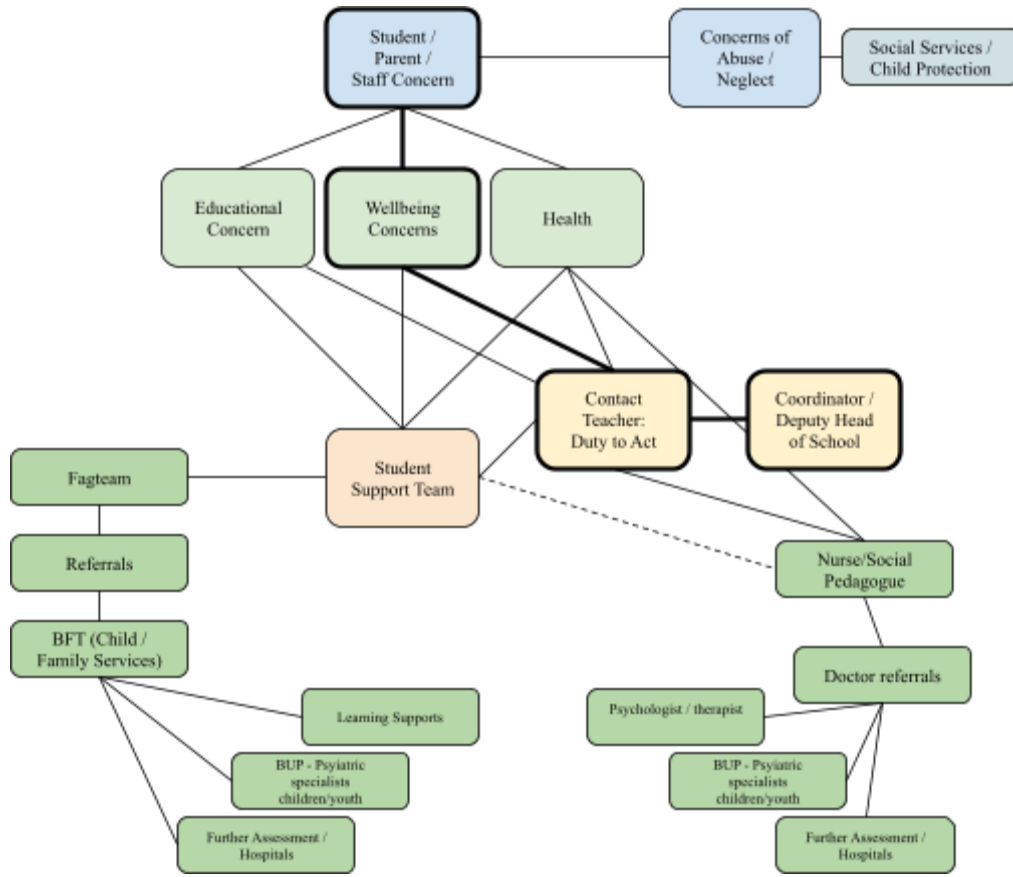 Student /
Parent /
Staff Concern
Concerns of
Abuse /
Neglect
Social Services /
Child Protection
Educational
Concern
Wellbeing
Concerns
Health
Contact
Teacher:
Duty to Act
Coordinator /
Deputy Head
of School
Student
Support Team
Fagteam
Referrals
BFT (Child /
Family Services)
Learning Supports
BUP - Psyiatric
specialists
children/youth
Further Assessment /
Hospitals
Nurse/Social
Pedagogue
Doctor referrals
Psychologist / therapist
BUP - Psyiatric
specialists
children/youth
Further Assessment /
Hospitals